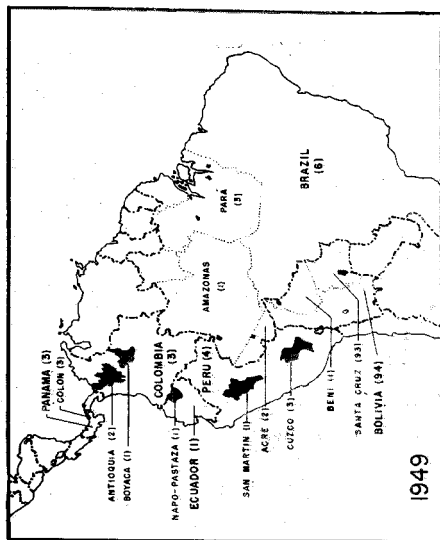 PANAMA (3)
COLON (3)
ANTIOQUIA (2)
BOYACA (1)
COLOMBIA
(3)
NAPO-PASTAZA (1)
ECUADOR (1)
PERU (4)
SAN MARTIN (1)
ACRE (2)
CUZCO (3)
AMAZONAS
(1)
PARÁ
(3)
BRAZIL
(6)
BENI (1)
SANTA CRUZ (93)
BOLIVIA (94)
1949